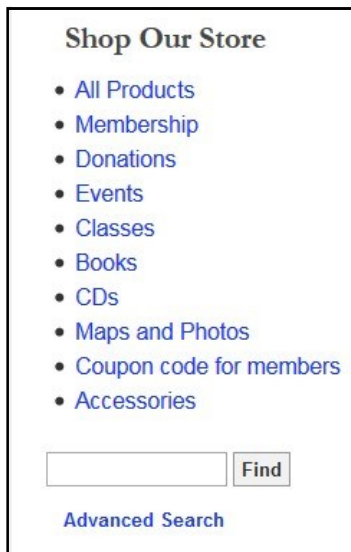 Shop Our Store
All Products
Membership
Donations
Events
Classes
Books
CDs
Maps and Photos
Coupon code for members
Accessories
Find
Advanced Search